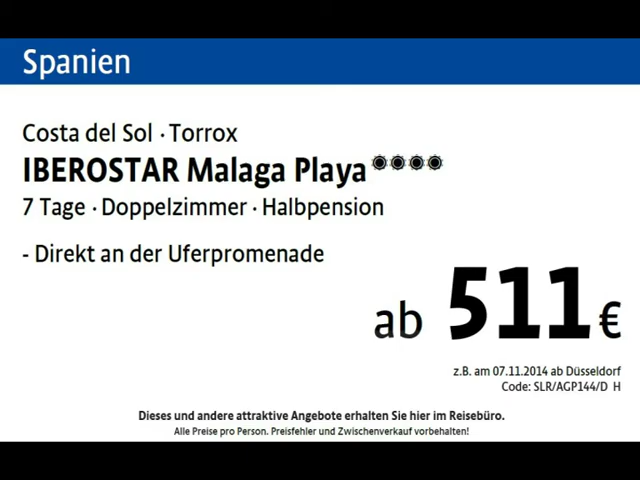 Spanien
Costa del Sol · Torrox
IBEROSTAR Malaga Playa
7 Tage · Doppelzimmer · Halbpension
- Direkt an der Uferpromenade
ab 511 €
z.B. am 07.11.2014 ab Düsseldorf
Code: SLR/AGP144/D H
Dieses und andere attraktive Angebote erhalten Sie hier im Reisebüro.
Alle Preise pro Person. Preisfehler und Zwischenverkauf vorbehalten!